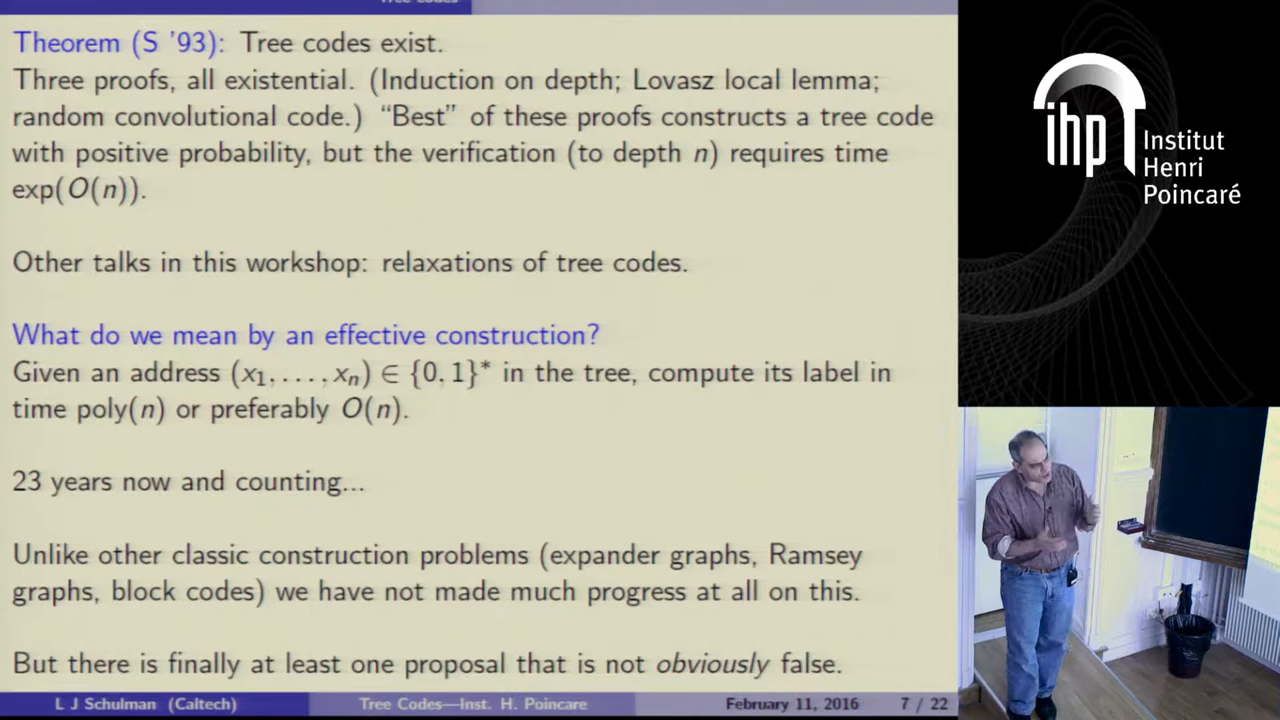 Tree codes
Theorem (S '93): Tree codes exist.
Three proofs, all existential. (Induction on depth; Lovasz local lemma;
random convolutional code.) “Best” of these proofs constructs a tree code
with positive probability, but the verification (to depth n) requires time
exp(O(n)).
Other talks in this workshop: relaxations of tree codes.
What do we mean by an effective construction?
Given an address (x₁, . . . , xₙ) ∈ {0, 1}* in the tree, compute its label in
time poly(n) or preferably O(n).
23 years now and counting...
Unlike other classic construction problems (expander graphs, Ramsey
graphs, block codes) we have not made much progress at all on this.
But there is finally at least one proposal that is not obviously false.
L J Schulman (Caltech) Tree Codes—Inst. H. Poincare February 11, 2016 7 / 22
ihp Institut
Henri
Poincaré